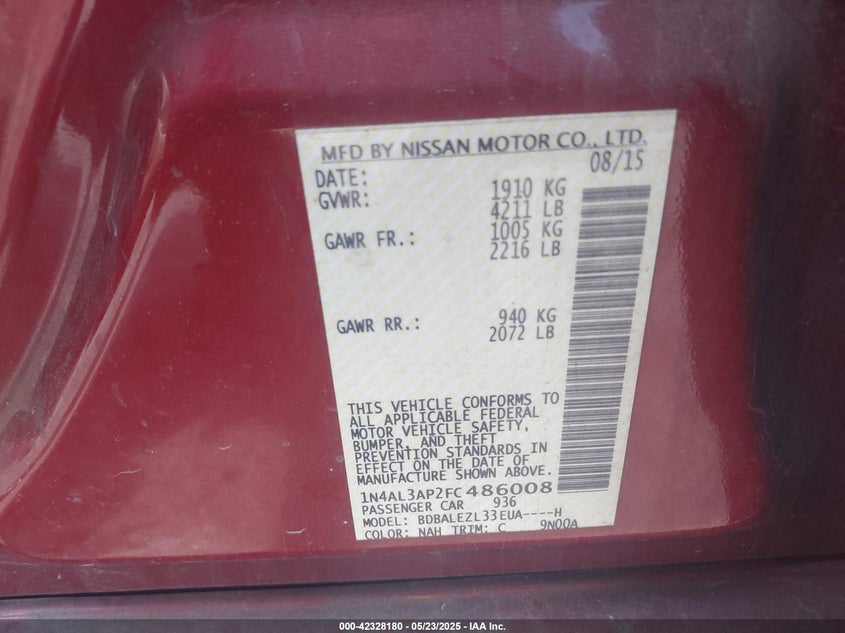 MFD BY NISSAN MOTOR CO., LTD.
DATE: 08/15
GVWR: 1910 KG
4211 LB
GAWR FR.: 1005 KG
2216 LB
GAWR RR.: 940 KG
2072 LB
THIS VEHICLE CONFORMS TO
ALL APPLICABLE FEDERAL
MOTOR VEHICLE SAFETY,
BUMPER, AND THEFT
PREVENTION STANDARDS IN
EFFECT ON THE DATE OF
MANUFACTURE SHOWN ABOVE.
1N4AL3AP2FC486008
PASSENGER CAR 936
MODEL: BDBALEZL33EUA----H
COLOR: NAH TRIM: C 9N00A
000-42328180 — 05/23/2025 — IAA Inc.